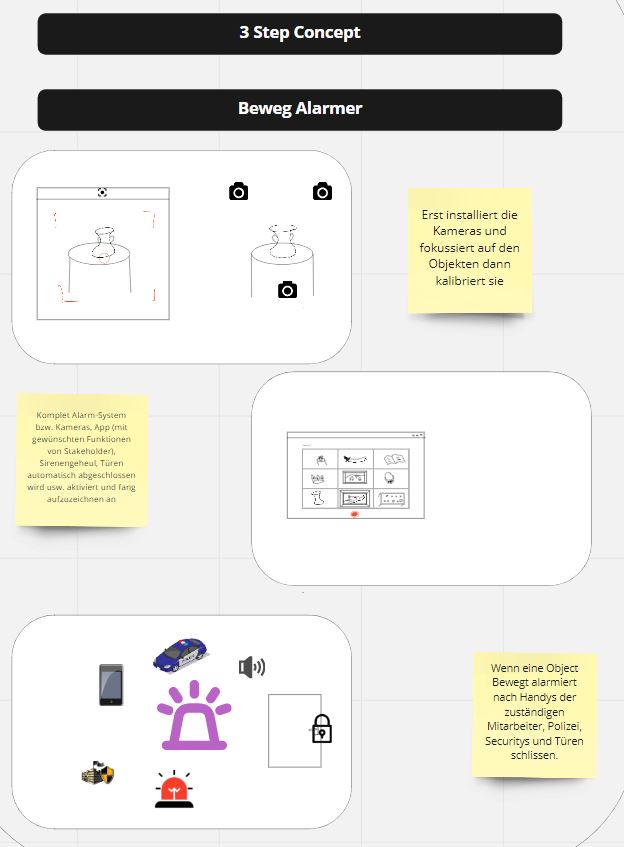 3 Step Concept
Beweg Alarmer
Erst installiert die
Kameras und
fokussiert auf den
Objekten dann
kalibriert sie
Komplet Alarm-System
bzw. Kameras, App (mit
gewünschten Funktionen
von Stakeholder),
Sirenengeheul, Türen
automatisch abgeschlossen
wird usw. aktiviert und fang
aufzuzeichnen an
Wenn eine Object
Bewegt alarmiert
nach Handys der
zuständigen
Mitarbeiter, Polizei,
Securitys und Türen
schlissen.